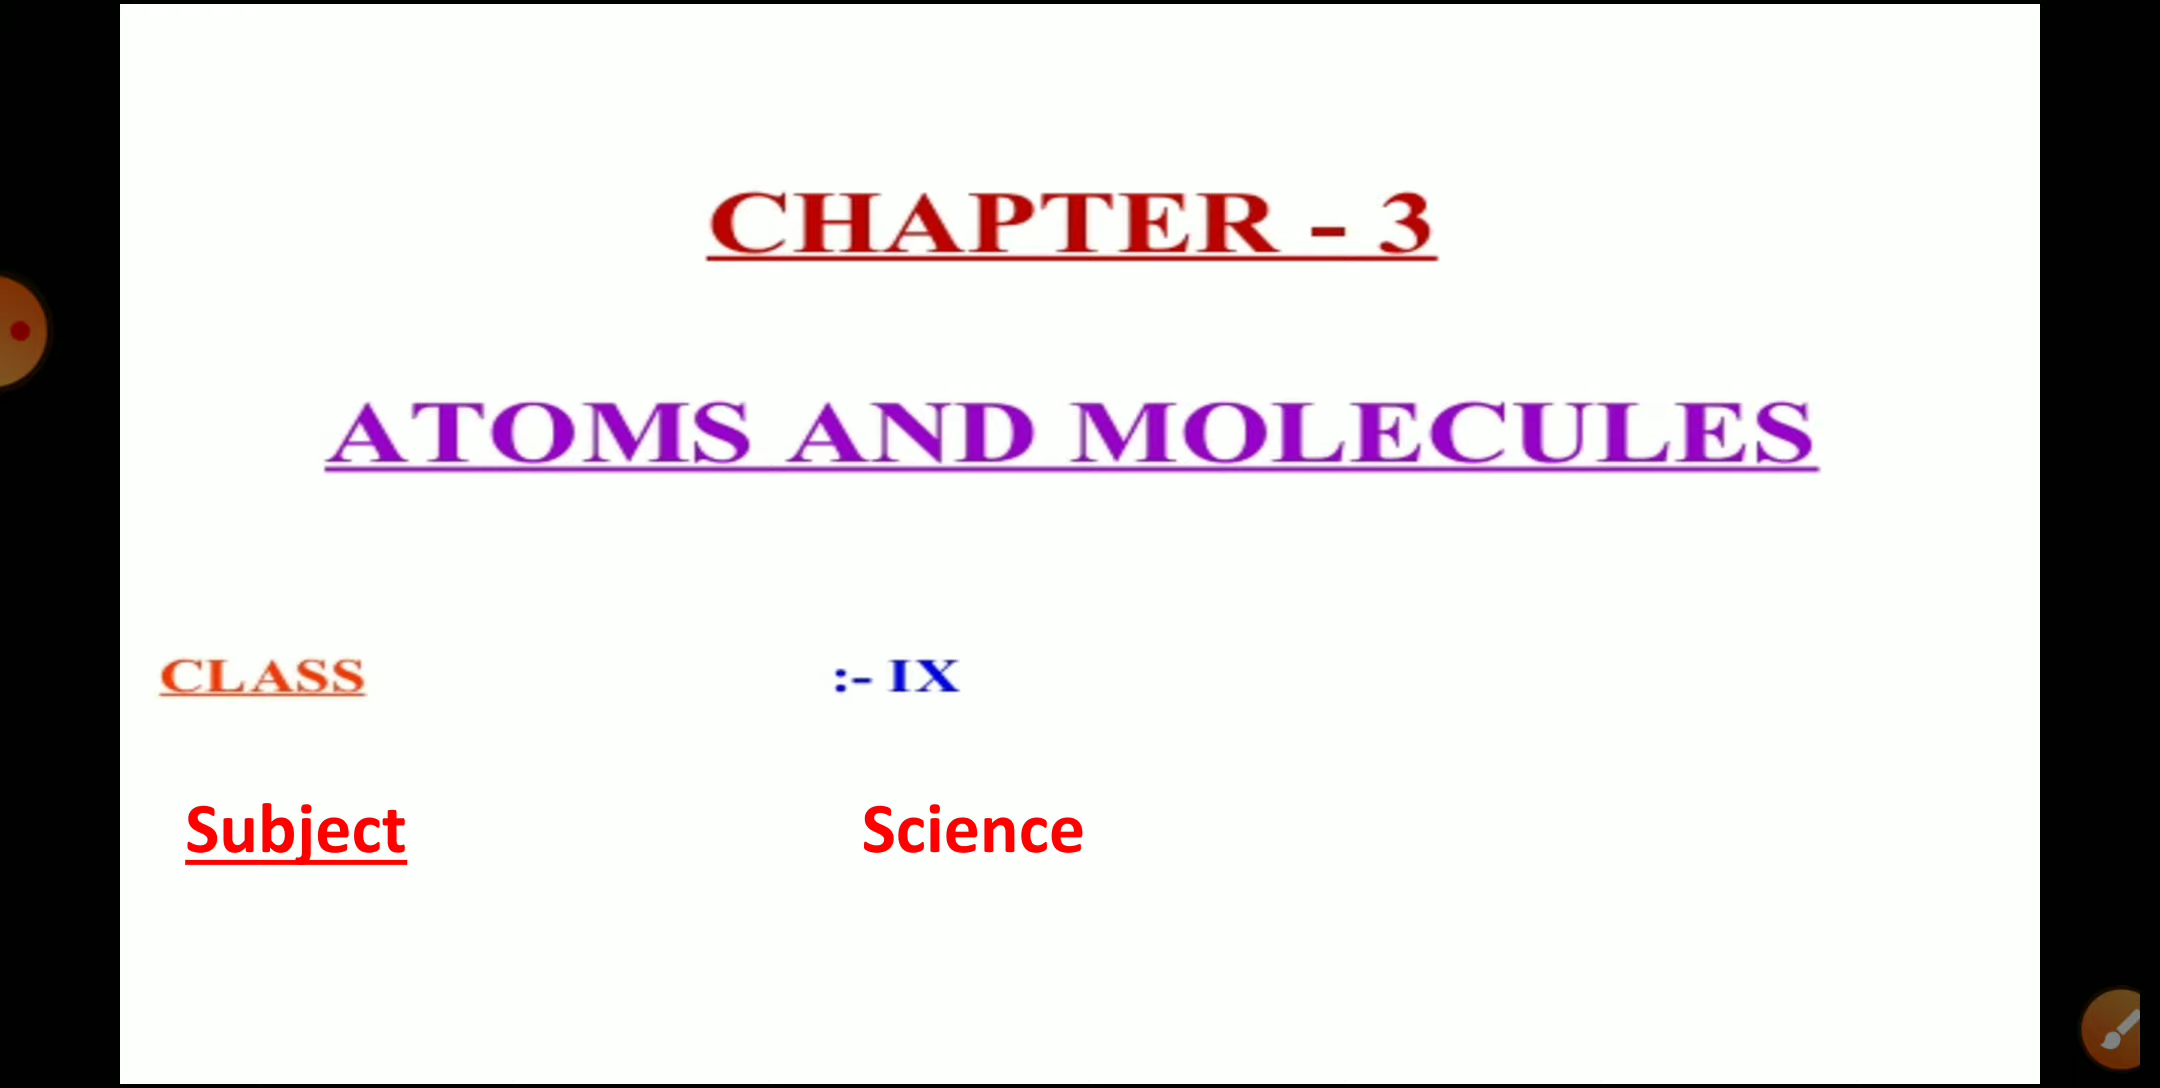 CHAPTER - 3
ATOMS AND MOLECULES
CLASS :- IX
Subject Science